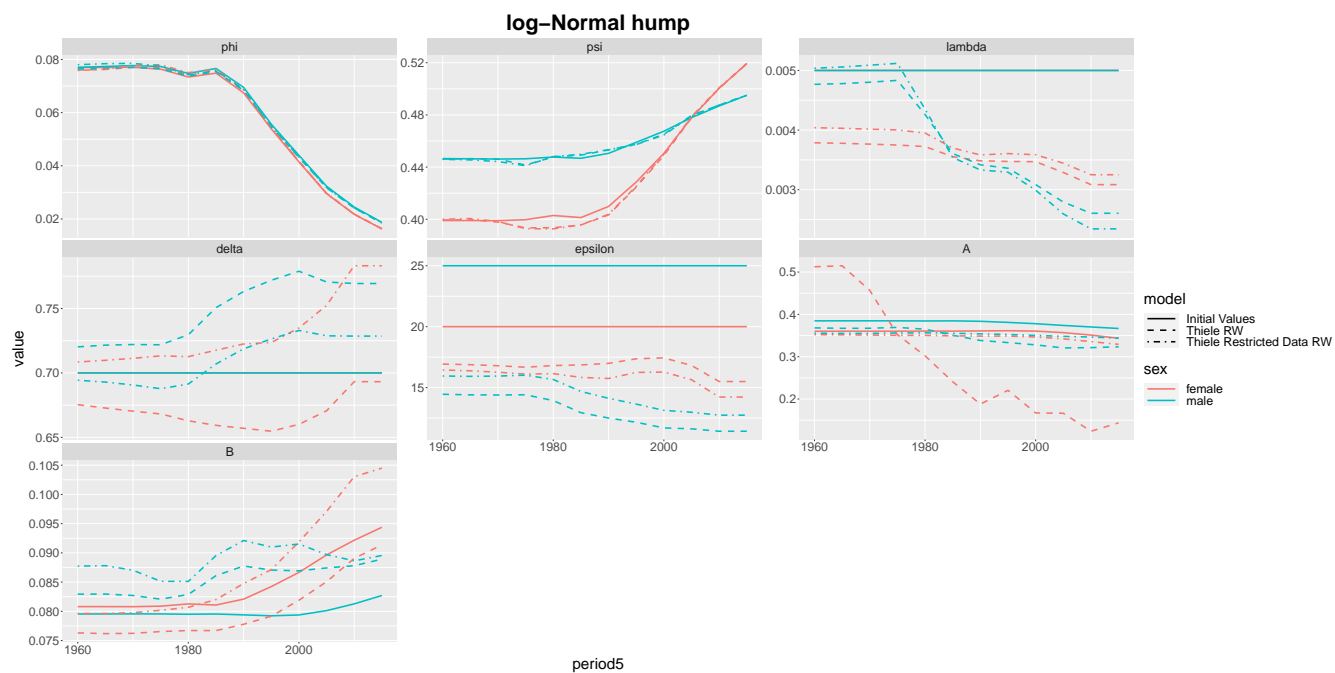 log−Normal hump
phi
psi
lambda
0.08
0.06
0.04
0.02
0.52
0.48
0.44
0.40
0.005
0.004
0.003
delta
epsilon
A
0.75
0.70
0.65
25
20
15
0.5
0.4
0.3
0.2
1960
1980
2000
1960
1980
2000
B
0.105
0.100
0.095
0.090
0.085
0.080
0.075
1960
1980
2000
value
period5
model
Initial Values
Thiele RW
Thiele Restricted Data RW
sex
female
male